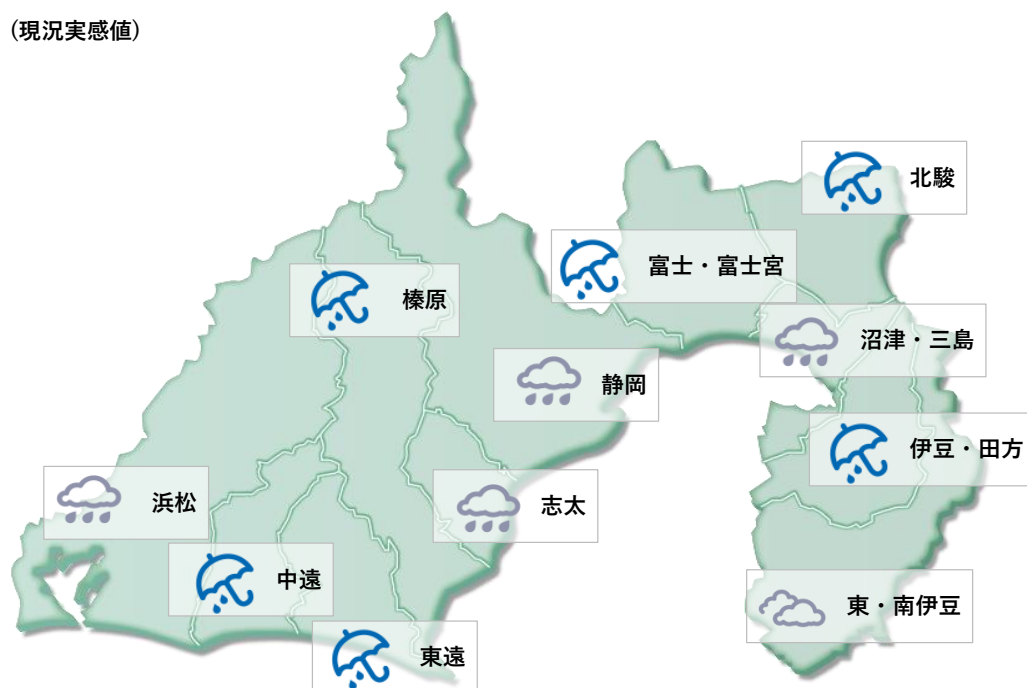 (現況実感値)
北駿
富士・富士宮
榛原
沼津・三島
静岡
伊豆・田方
浜松
志太
中遠
東・南伊豆
東遠